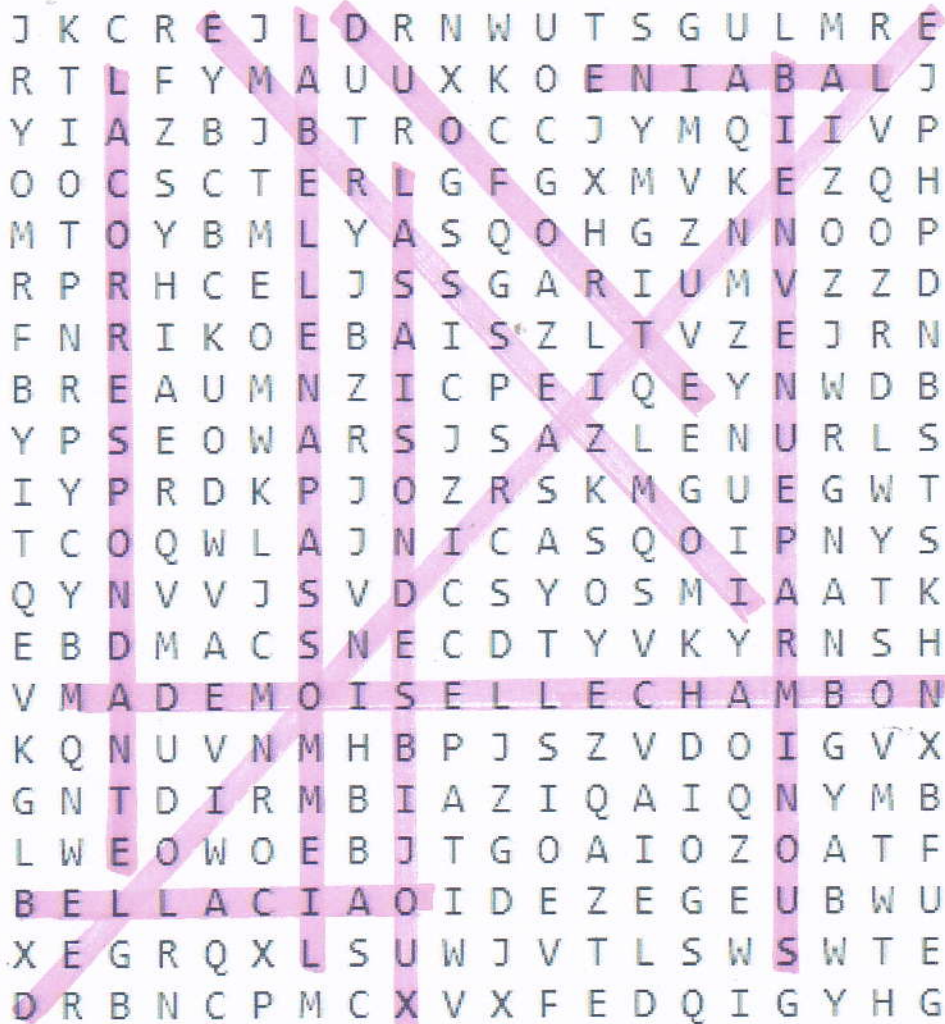 J K C R E J L D R N W U T S G U L M R E
R T L F Y M A U U X K O E N I A B A L J
Y I A Z B J B T R O C C J Y M Q I I V P
O O C S C T E R L G F G X M V K E Z Q H
M T O Y B M L Y A S Q O H G Z N N O O P
R P R H C E L J S S G A R I U M V Z Z D
F N R I K O E B A I S Z L T V Z E J R N
B R E A U M N Z I C P E I Q E Y N W D B
Y P S E O W A R S J S A Z L E N U R L S
I Y P R D K P J O Z R S K M G U E G W T
T C O Q W L A J N I C A S Q O I P N Y S
Q Y N V V J S V D C S Y O S M I A A T K
E B D M A C S N E C D T Y V K Y R N S H
V M A D E M O I S E L L E C H A M B O N
K Q N U V N M H B P J S Z V D O I G V X
G N T D I R M B I A Z I Q A I Q N Y M B
L W E O W O E B J T G O A I O Z O A T F
B E L L A C I A O I D E Z E G E U B W U
X E G R Q X L S U W J V T L S W S W T E
D R B N C P M C X V X F E D Q I G Y H G